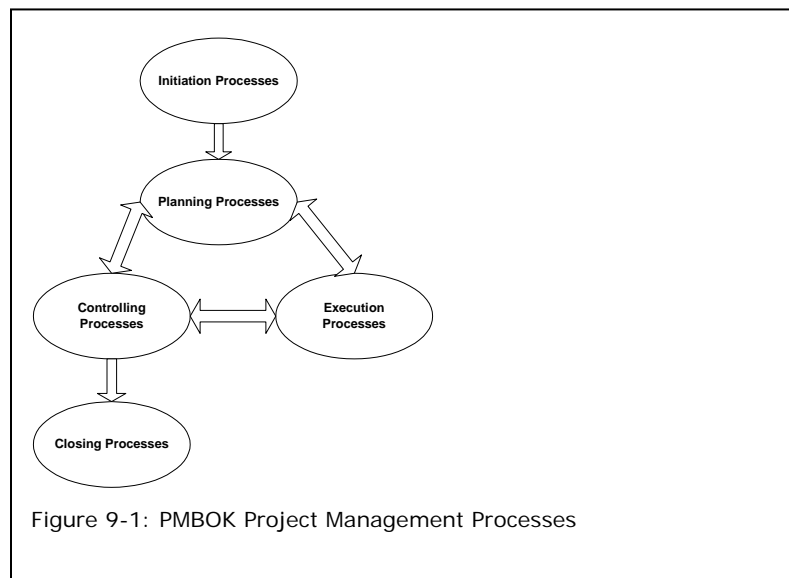 Initiation Processes
Planning Processes
Controlling
Processes
Execution
Processes
Closing Processes
Figure 9-1: PMBOK Project Management Processes